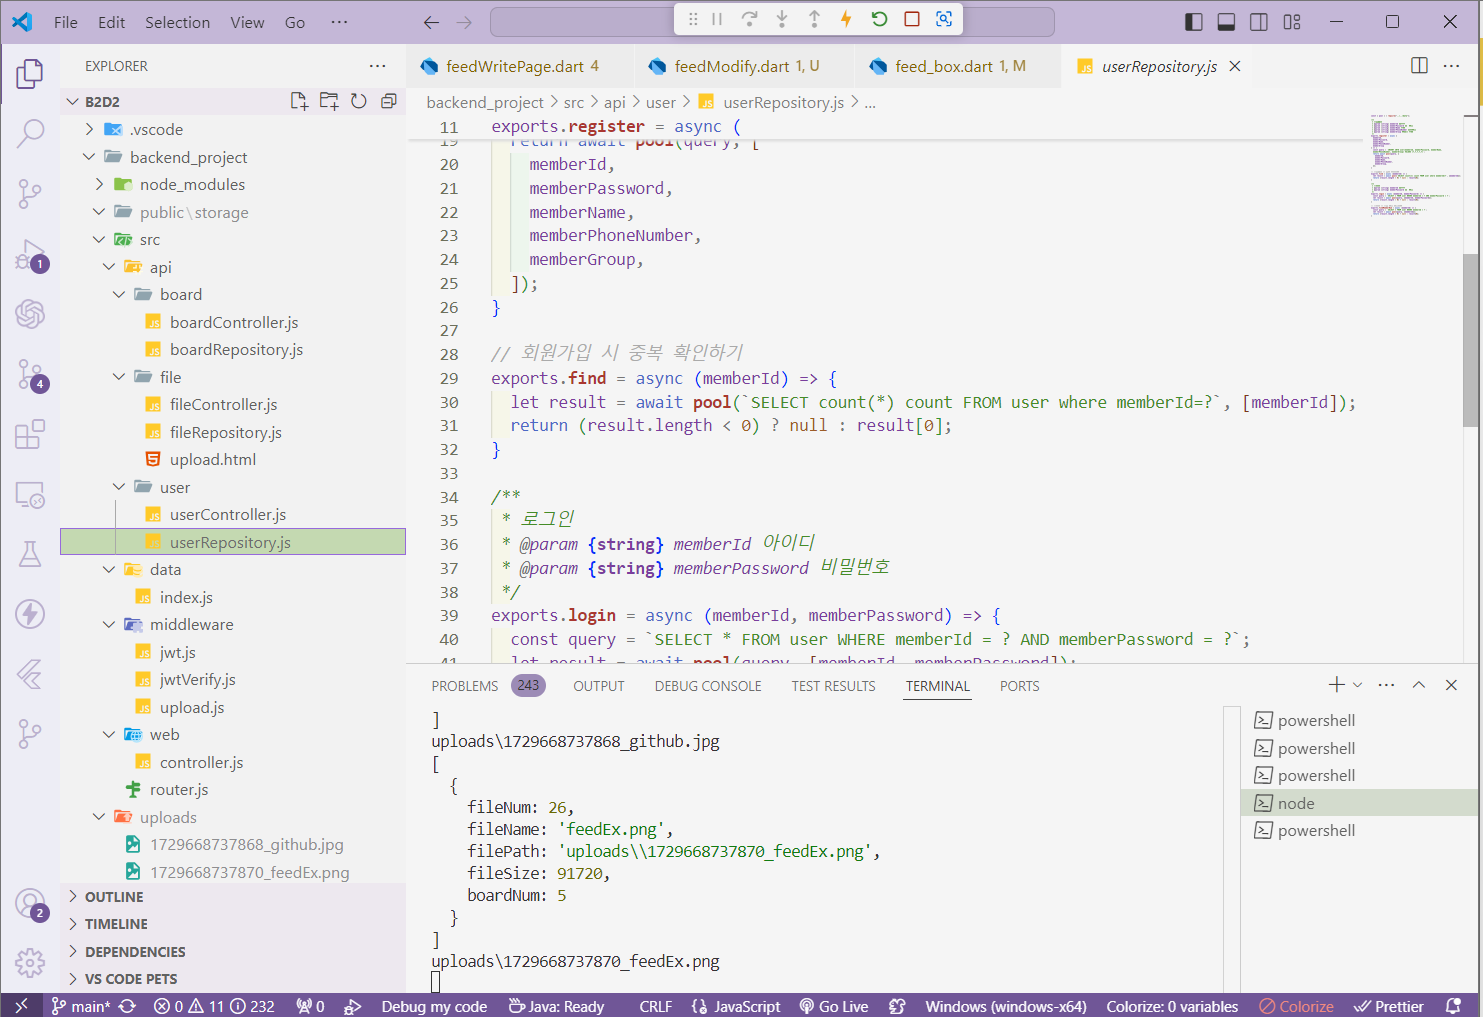 File Edit Selection View Go ···
EXPLORER ···
B2D2
.vscode
backend_project
node_modules
public\storage
src
api
board
boardController.js
boardRepository.js
file
fileController.js
fileRepository.js
upload.html
user
userController.js
userRepository.js
data
index.js
middleware
jwt.js
jwtVerify.js
upload.js
web
controller.js
router.js
uploads
1729668737868_github.jpg
1729668737870_feedEx.png
OUTLINE
TIMELINE
DEPENDENCIES
VS CODE PETS
1
4
2
feedWritePage.dart 4 feedModify.dart 1, U feed_box.dart 1, M userRepository.js
backend_project > src > api > user > userRepository.js > ...
11 exports.register = async (
19 return await pool(query, [
20 memberId,
21 memberPassword,
22 memberName,
23 memberPhoneNumber,
24 memberGroup,
25 ]);
26 }
27
28 // 회원가입 시 중복 확인하기
29 exports.find = async (memberId) => {
30 let result = await pool(`SELECT count(*) count FROM user where memberId=?`, [memberId]);
31 return (result.length < 0) ? null : result[0];
32 }
33
34 /**
35 * 로그인
36 * @param {string} memberId 아이디
37 * @param {string} memberPassword 비밀번호
38 */
39 exports.login = async (memberId, memberPassword) => {
40 const query = `SELECT * FROM user WHERE memberId = ? AND memberPassword = ?`;
41 let result = await pool(query, [memberId, memberPassword]);
PROBLEMS 243 OUTPUT DEBUG CONSOLE TEST RESULTS TERMINAL PORTS
]
uploads\1729668737868_github.jpg
[
{
fileNum: 26,
fileName: 'feedEx.png',
filePath: 'uploads\\1729668737870_feedEx.png',
fileSize: 91720,
boardNum: 5
}
]
uploads\1729668737870_feedEx.png
powershell
powershell
powershell
node
powershell
main* 0 11 232 0 Debug my code Java: Ready CRLF {} JavaScript Go Live Windows (windows-x64) Colorize: 0 variables Colorize Prettier